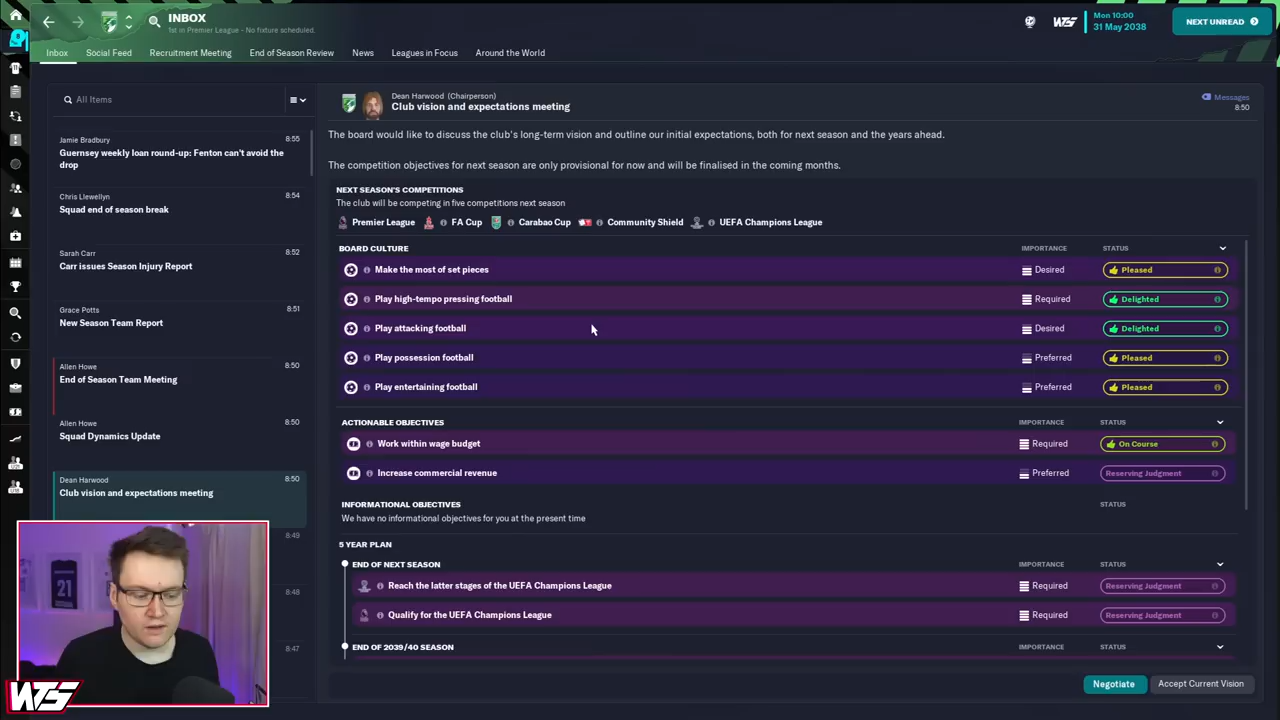 INBOX
1st in Premier League - No fixture scheduled.
WTS
Mon 10:00
31 May 2038
NEXT UNREAD
Inbox
Social Feed
Recruitment Meeting
End of Season Review
News
Leagues in Focus
Around the World
All Items
Jamie Bradbury 8:55
Guernsey weekly loan round-up: Fenton can't avoid the
drop
Chris Llewellyn 8:54
Squad end of season break
Sarah Carr 8:52
Carr issues Season Injury Report
Grace Potts 8:51
New Season Team Report
Allen Howe 8:50
End of Season Team Meeting
Allen Howe 8:50
Squad Dynamics Update
Dean Harwood 8:50
Club vision and expectations meeting
8:49
8:48
8:47
21
WTS
Dean Harwood (Chairperson)
Club vision and expectations meeting
Messages
8:50
The board would like to discuss the club's long-term vision and outline our initial expectations, both for next season and the years ahead.
The competition objectives for next season are only provisional for now and will be finalised in the coming months.
NEXT SEASON'S COMPETITIONS
The club will be competing in five competitions next season
Premier League FA Cup Carabao Cup Community Shield UEFA Champions League
BOARD CULTURE IMPORTANCE STATUS
Make the most of set pieces Desired Pleased
Play high-tempo pressing football Required Delighted
Play attacking football Desired Delighted
Play possession football Preferred Pleased
Play entertaining football Preferred Pleased
ACTIONABLE OBJECTIVES IMPORTANCE STATUS
Work within wage budget Required On Course
Increase commercial revenue Preferred Reserving Judgment
INFORMATIONAL OBJECTIVES STATUS
We have no informational objectives for you at the present time
5 YEAR PLAN
END OF NEXT SEASON IMPORTANCE STATUS
Reach the latter stages of the UEFA Champions League Required Reserving Judgment
Qualify for the UEFA Champions League Required Reserving Judgment
END OF 2039/40 SEASON IMPORTANCE STATUS
Negotiate
Accept Current Vision